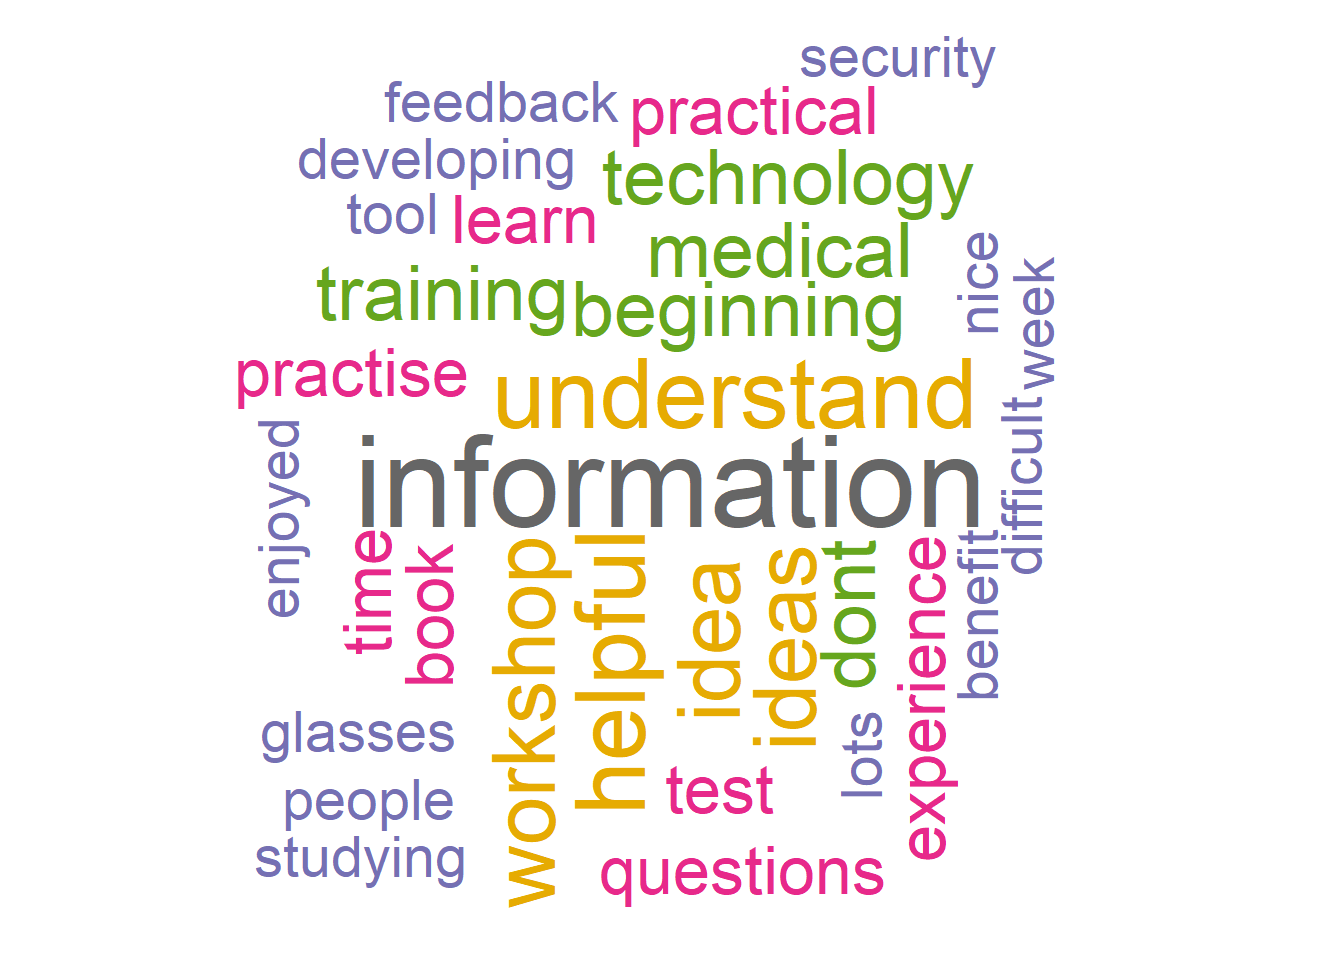 security
feedback
practical
developing
technology
tool
learn
medical
nice
week
training
beginning
practise
understand
difficult
enjoyed
information
time
book
workshop
helpful
idea
ideas
dont
experience
benefit
glasses
lots
people
test
studying
questions